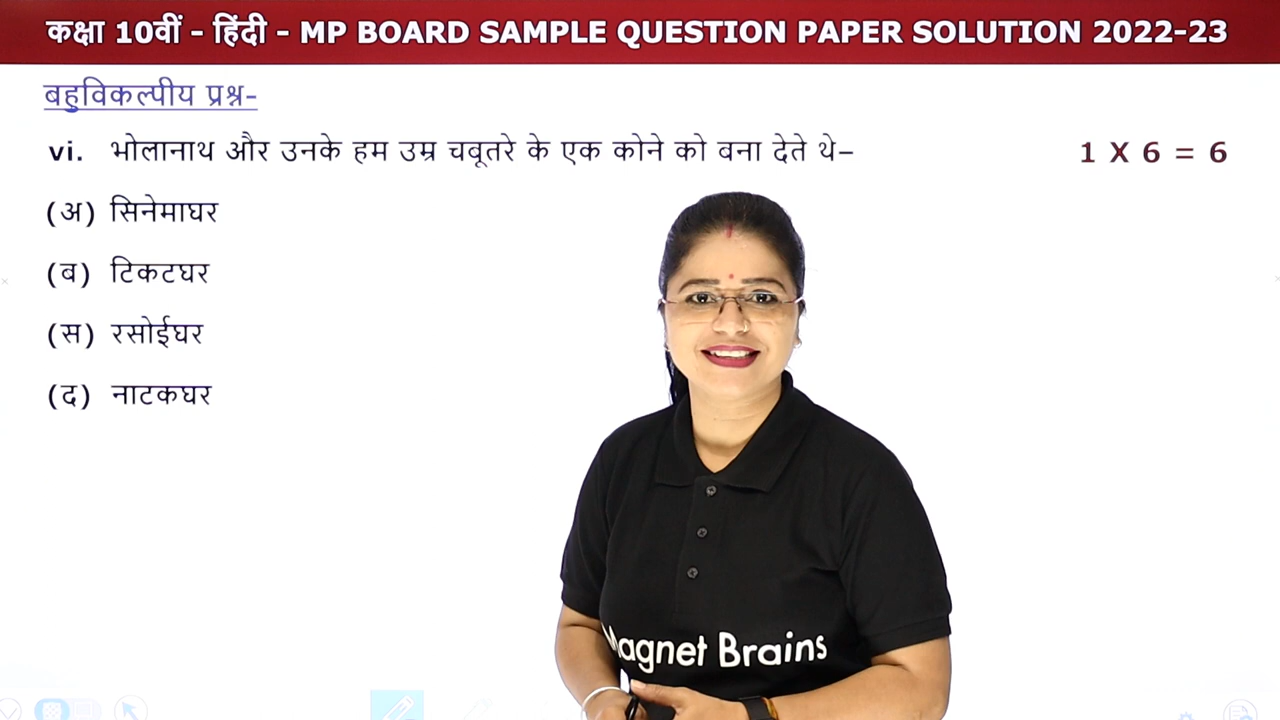 कक्षा 10वीं - हिंदी - MP BOARD SAMPLE QUESTION PAPER SOLUTION 2022-23
बहुविकल्पीय प्रश्न-
vi. भोलानाथ और उनके हम उम्र चबूतरे के एक कोने को बना देते थे– 1 X 6 = 6
(अ) सिनेमाघर
(ब) टिकटघर
(स) रसोईघर
(द) नाटकघर
Magnet Brains